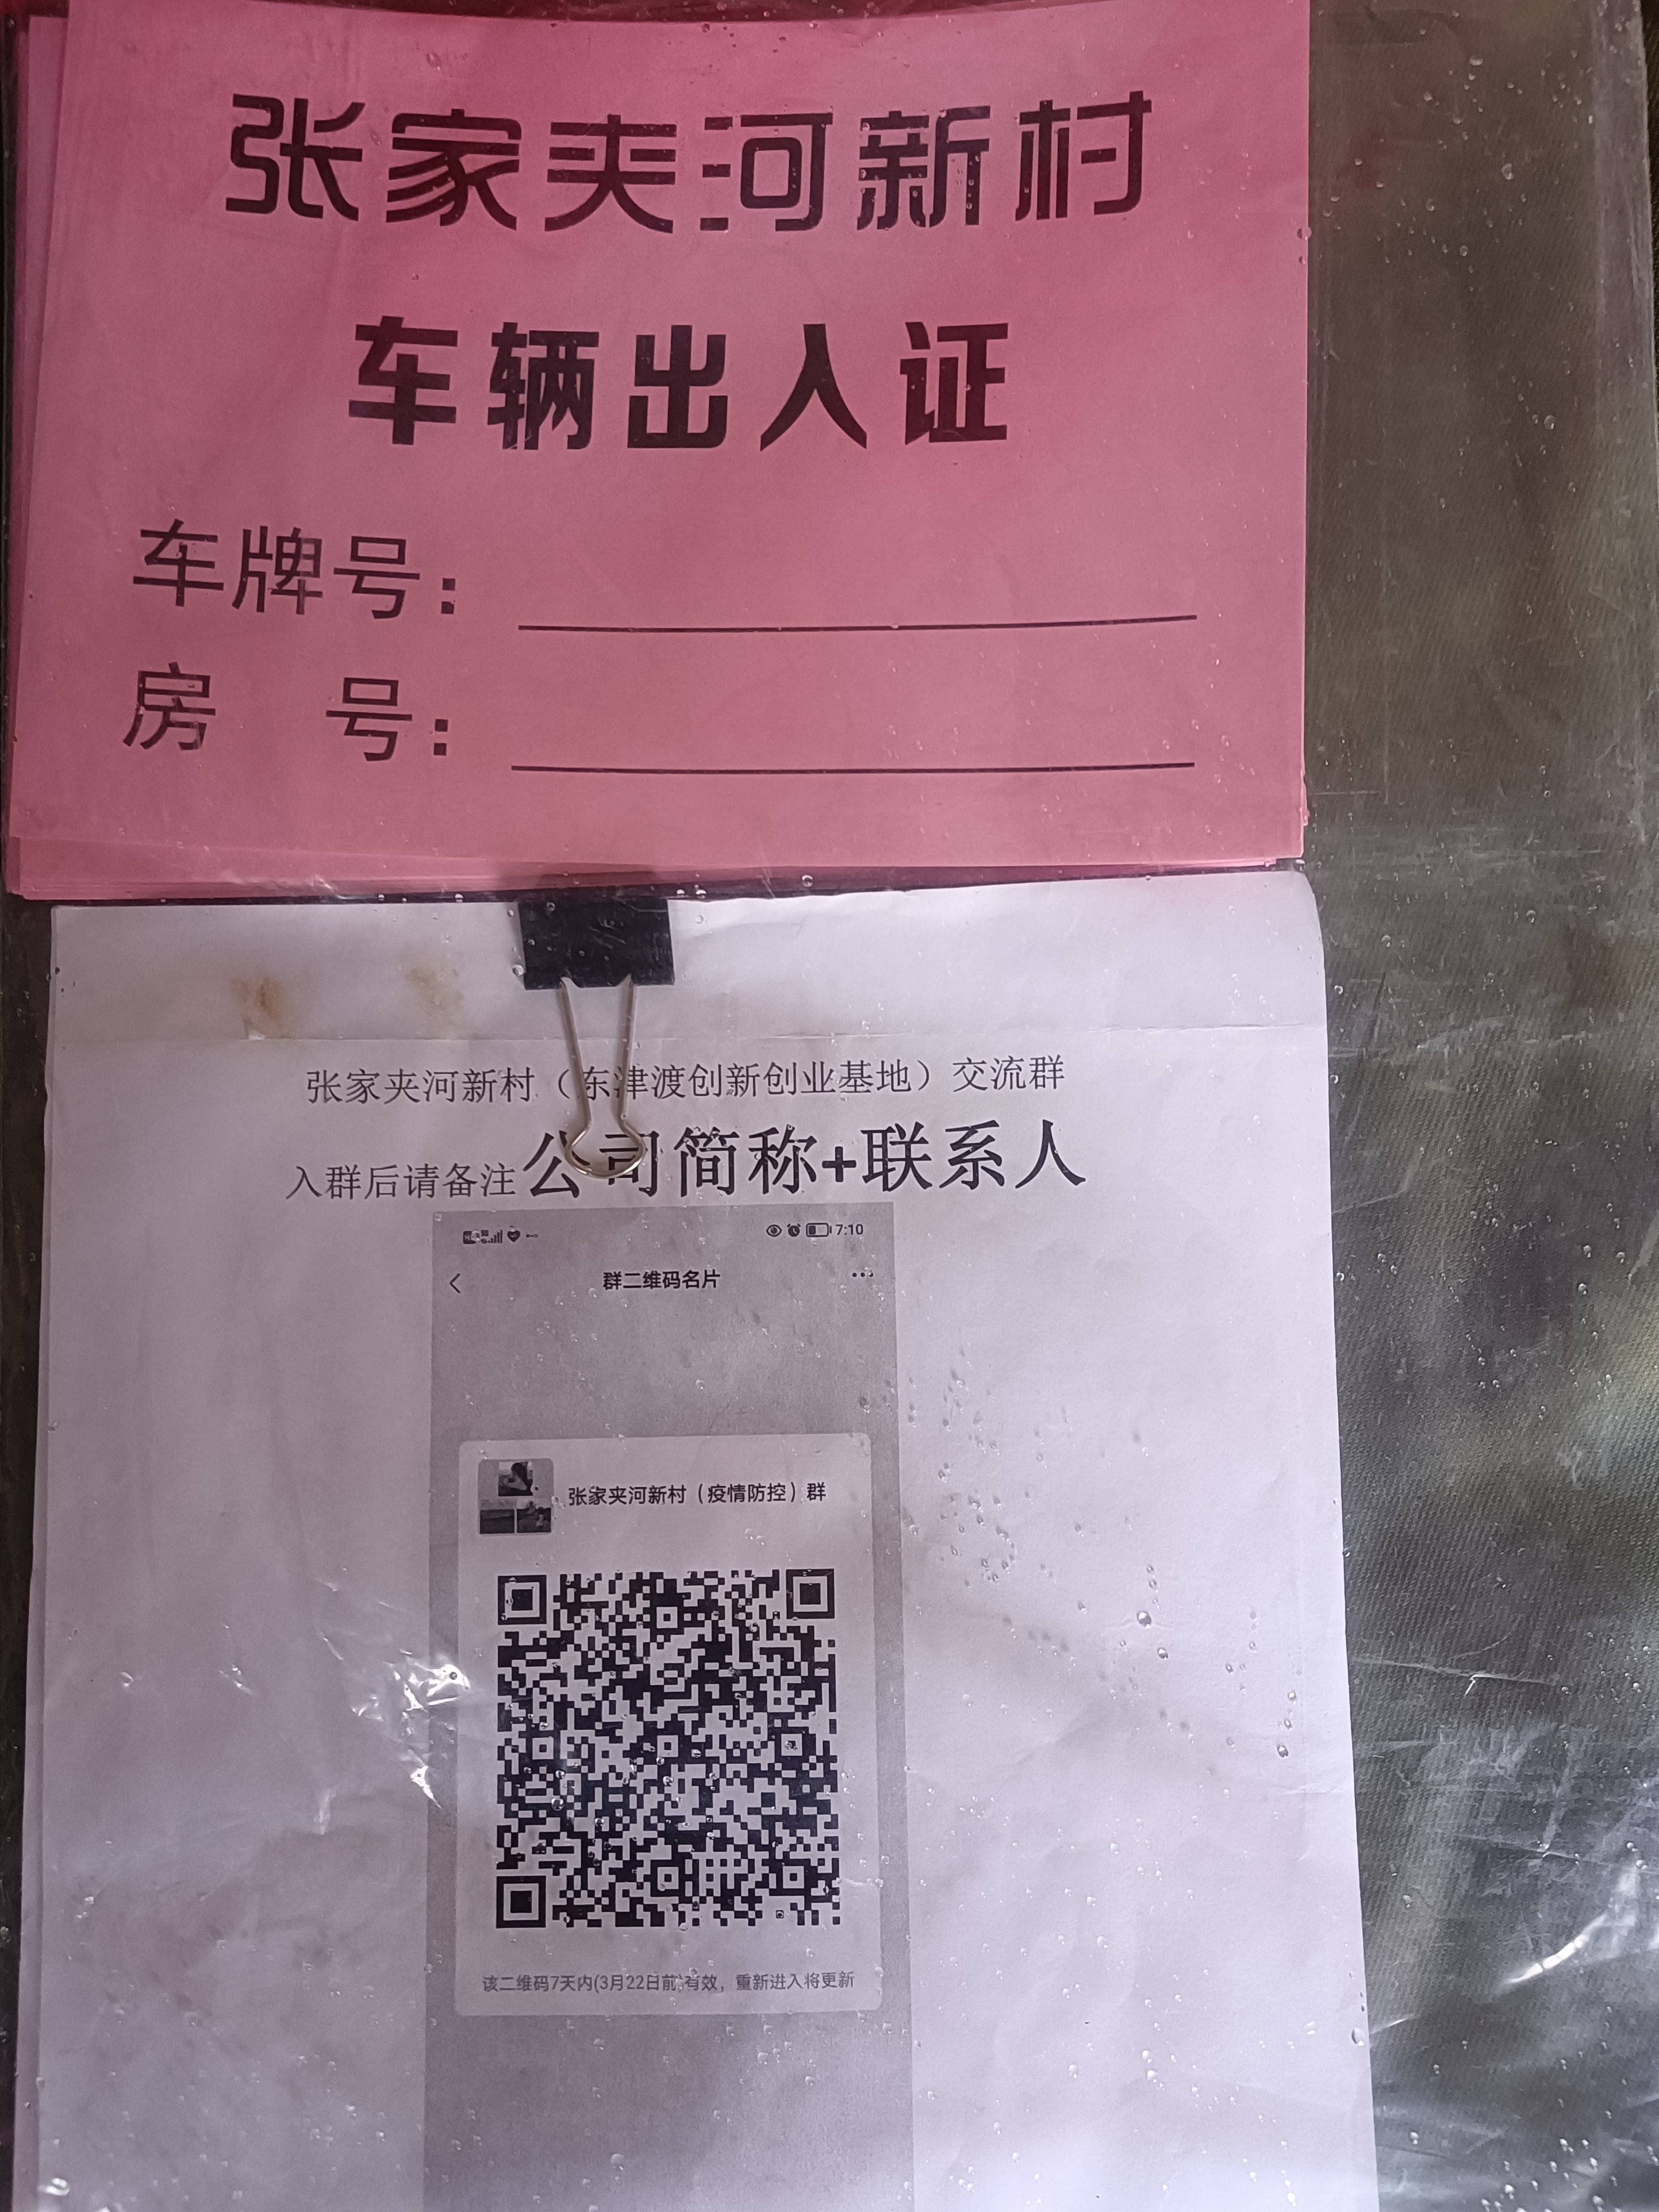 张家夹河新村
车辆出入证
车牌号：
房 号：
张家夹河新村（东津渡创新创业基地）交流群
入群后请备注公司简称+联系人
7:10
群二维码名片
张家夹河新村（疫情防控）群
该二维码7天内(3月22日前)有效，重新进入将更新